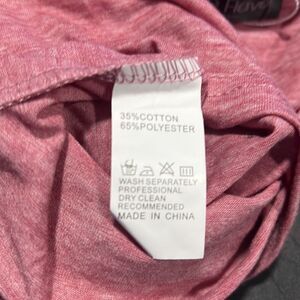 35%COTTON
65%POLYESTER
WASH SEPARATELY
PROFESSIONAL
DRY CLEAN
RECOMMENDED
MADE IN CHINA